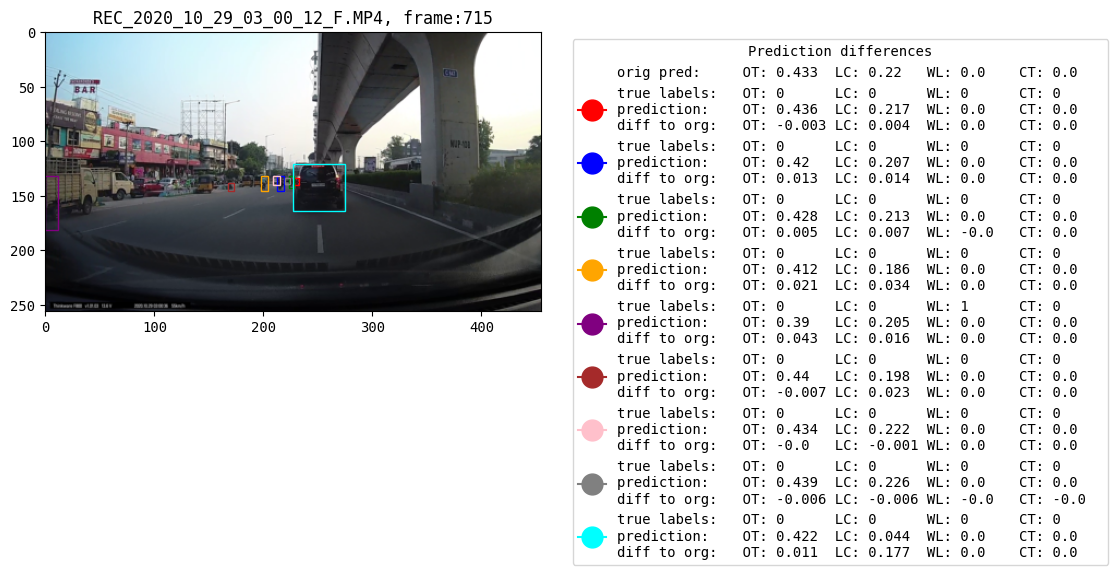 REC_2020_10_29_03_00_12_F.MP4, frame:715
0
50
100
150
200
250
0 100 200 300 400
BAR
Prediction differences
orig pred: OT: 0.433 LC: 0.22 WL: 0.0 CT: 0.0
true labels: OT: 0 LC: 0 WL: 0 CT: 0
prediction: OT: 0.436 LC: 0.217 WL: 0.0 CT: 0.0
diff to org: OT: -0.003 LC: 0.004 WL: 0.0 CT: 0.0
true labels: OT: 0 LC: 0 WL: 0 CT: 0
prediction: OT: 0.42 LC: 0.207 WL: 0.0 CT: 0.0
diff to org: OT: 0.013 LC: 0.014 WL: 0.0 CT: 0.0
true labels: OT: 0 LC: 0 WL: 0 CT: 0
prediction: OT: 0.428 LC: 0.213 WL: 0.0 CT: 0.0
diff to org: OT: 0.005 LC: 0.007 WL: -0.0 CT: 0.0
true labels: OT: 0 LC: 0 WL: 0 CT: 0
prediction: OT: 0.412 LC: 0.186 WL: 0.0 CT: 0.0
diff to org: OT: 0.021 LC: 0.034 WL: 0.0 CT: 0.0
true labels: OT: 0 LC: 0 WL: 1 CT: 0
prediction: OT: 0.39 LC: 0.205 WL: 0.0 CT: 0.0
diff to org: OT: 0.043 LC: 0.016 WL: 0.0 CT: 0.0
true labels: OT: 0 LC: 0 WL: 0 CT: 0
prediction: OT: 0.44 LC: 0.198 WL: 0.0 CT: 0.0
diff to org: OT: -0.007 LC: 0.023 WL: 0.0 CT: 0.0
true labels: OT: 0 LC: 0 WL: 0 CT: 0
prediction: OT: 0.434 LC: 0.222 WL: 0.0 CT: 0.0
diff to org: OT: -0.0 LC: -0.001 WL: 0.0 CT: 0.0
true labels: OT: 0 LC: 0 WL: 0 CT: 0
prediction: OT: 0.439 LC: 0.226 WL: 0.0 CT: 0.0
diff to org: OT: -0.006 LC: -0.006 WL: -0.0 CT: -0.0
true labels: OT: 0 LC: 0 WL: 0 CT: 0
prediction: OT: 0.422 LC: 0.044 WL: 0.0 CT: 0.0
diff to org: OT: 0.011 LC: 0.177 WL: 0.0 CT: 0.0